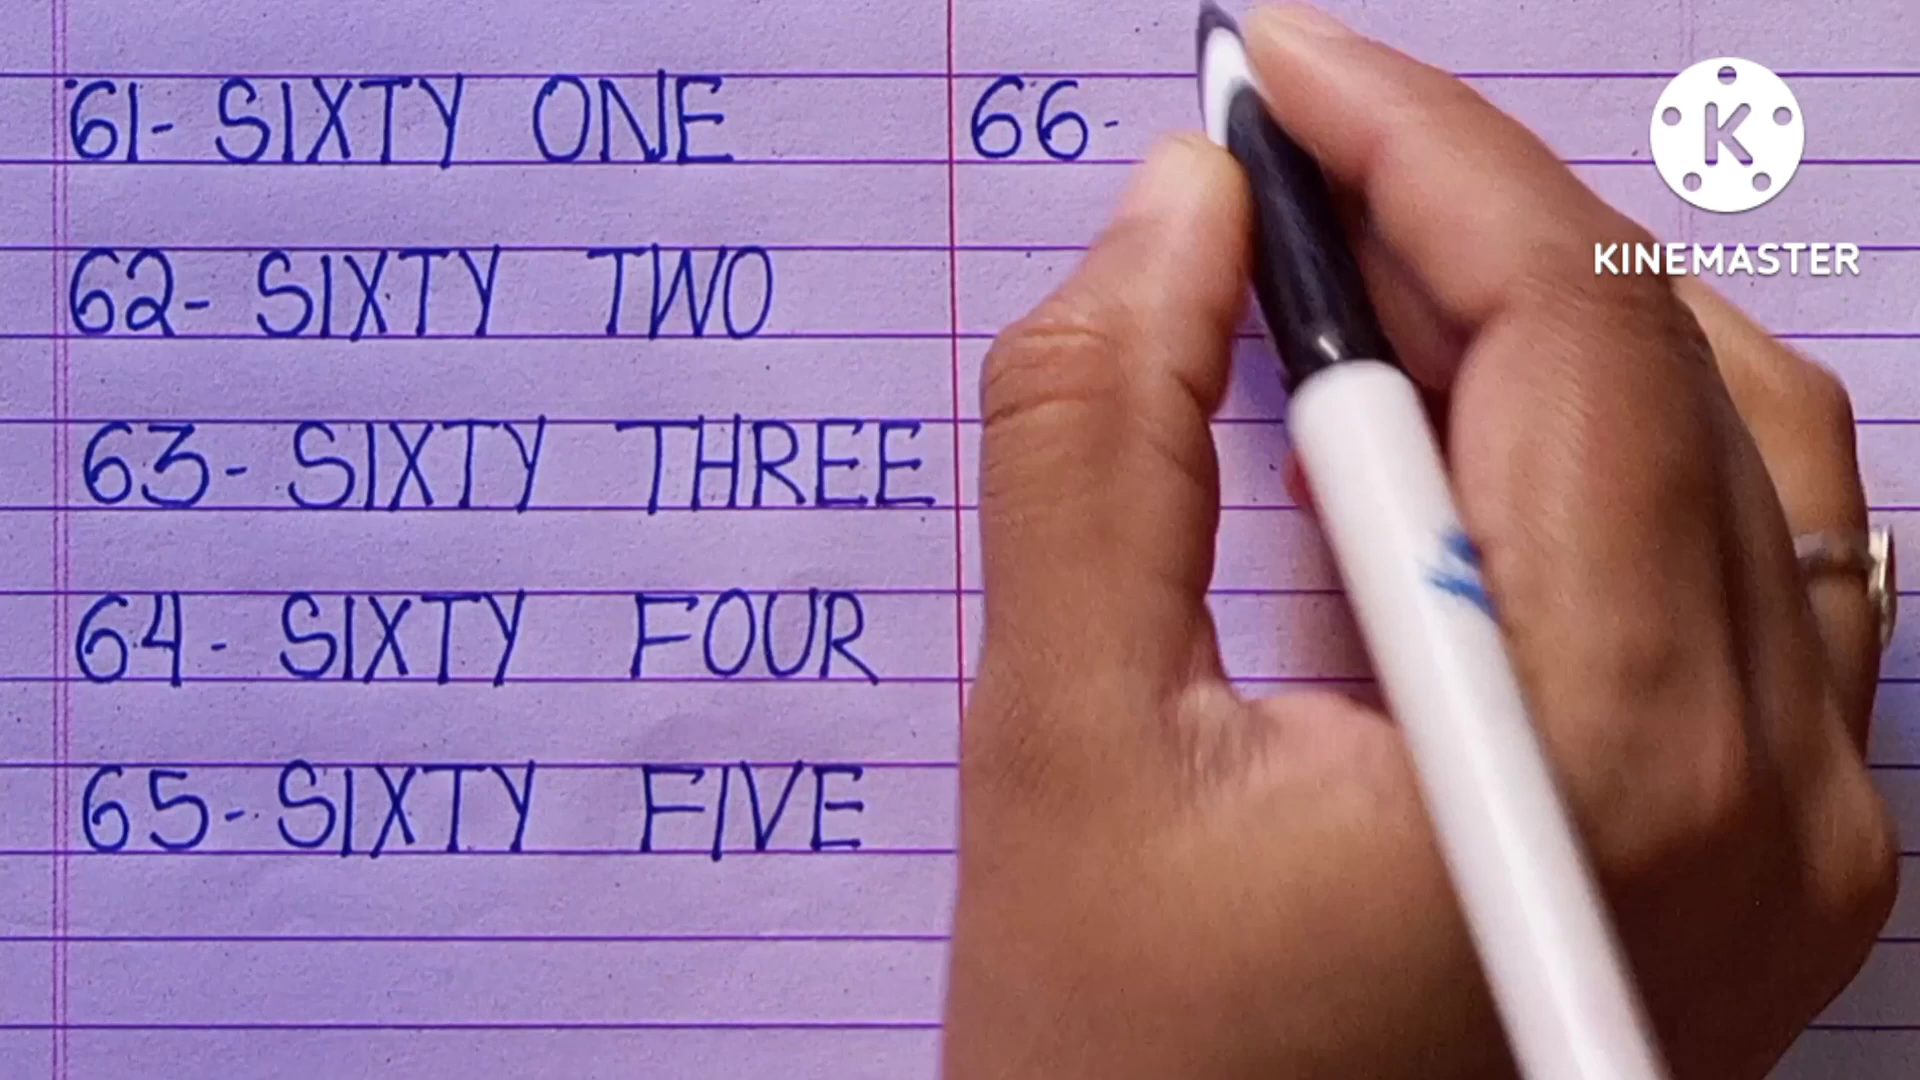 61- SIXTY ONE
62- SIXTY TWO
63- SIXTY THREE
64- SIXTY FOUR
65- SIXTY FIVE
66-
K
KINEMASTER